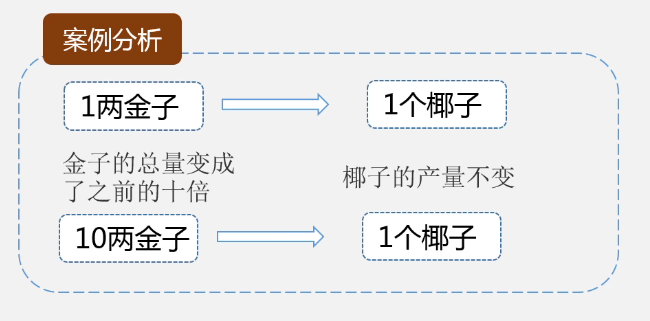 案例分析
1两金子
1个椰子
金子的总量变成
了之前的十倍
椰子的产量不变
10两金子
1个椰子